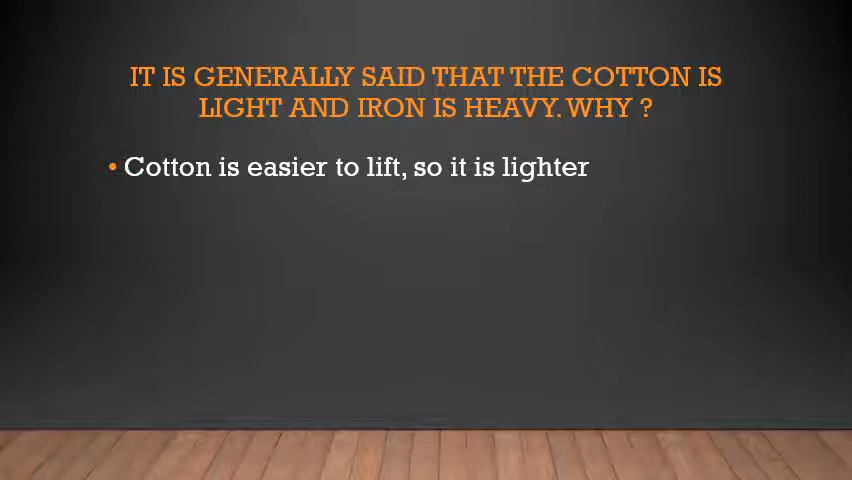 IT IS GENERALLY SAID THAT THE COTTON IS
LIGHT AND IRON IS HEAVY. WHY ?
• Cotton is easier to lift, so it is lighter